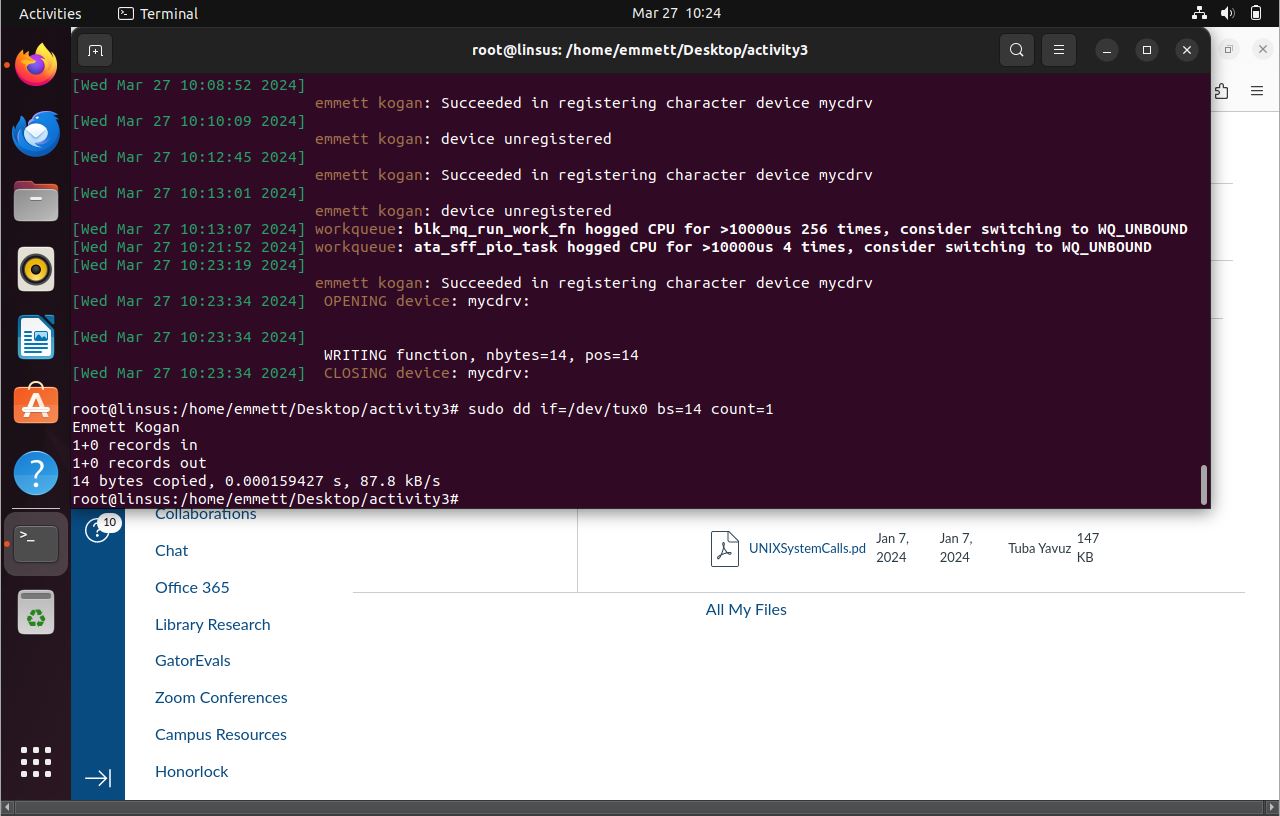 Activities
Terminal
Mar 27 10:24
root@linsus: /home/emmett/Desktop/activity3
[Wed Mar 27 10:08:52 2024]
emmett kogan: Succeeded in registering character device mycdrv
[Wed Mar 27 10:10:09 2024]
emmett kogan: device unregistered
[Wed Mar 27 10:12:45 2024]
emmett kogan: Succeeded in registering character device mycdrv
[Wed Mar 27 10:13:01 2024]
emmett kogan: device unregistered
[Wed Mar 27 10:13:07 2024] workqueue: blk_mq_run_work_fn hogged CPU for >10000us 256 times, consider switching to WQ_UNBOUND
[Wed Mar 27 10:21:52 2024] workqueue: ata_sff_pio_task hogged CPU for >10000us 4 times, consider switching to WQ_UNBOUND
[Wed Mar 27 10:23:19 2024]
emmett kogan: Succeeded in registering character device mycdrv
[Wed Mar 27 10:23:34 2024]  OPENING device: mycdrv:
[Wed Mar 27 10:23:34 2024]
WRITING function, nbytes=14, pos=14
[Wed Mar 27 10:23:34 2024]  CLOSING device: mycdrv:
root@linsus:/home/emmett/Desktop/activity3# sudo dd if=/dev/tux0 bs=14 count=1
Emmett Kogan
1+0 records in
1+0 records out
14 bytes copied, 0.000159427 s, 87.8 kB/s
root@linsus:/home/emmett/Desktop/activity3#
10
Collaborations
Chat
Office 365
Library Research
GatorEvals
Zoom Conferences
Campus Resources
Honorlock
UNIXSystemCalls.pd
Jan 7, 2024
Jan 7, 2024
Tuba Yavuz
147 KB
All My Files